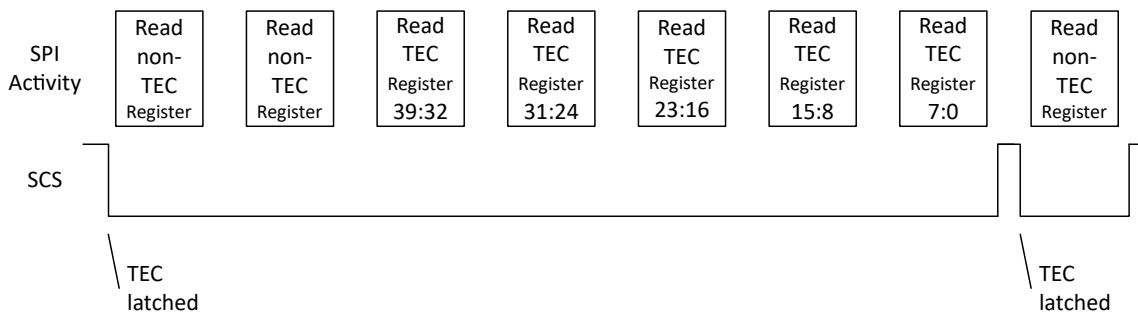 SPI
Activity
Read
non-
TEC
Register
Read
non-
TEC
Register
Read
TEC
Register
39:32
Read
TEC
Register
31:24
Read
TEC
Register
23:16
Read
TEC
Register
15:8
Read
TEC
Register
7:0
Read
non-
TEC
Register
SCS
TEC
latched
TEC
latched